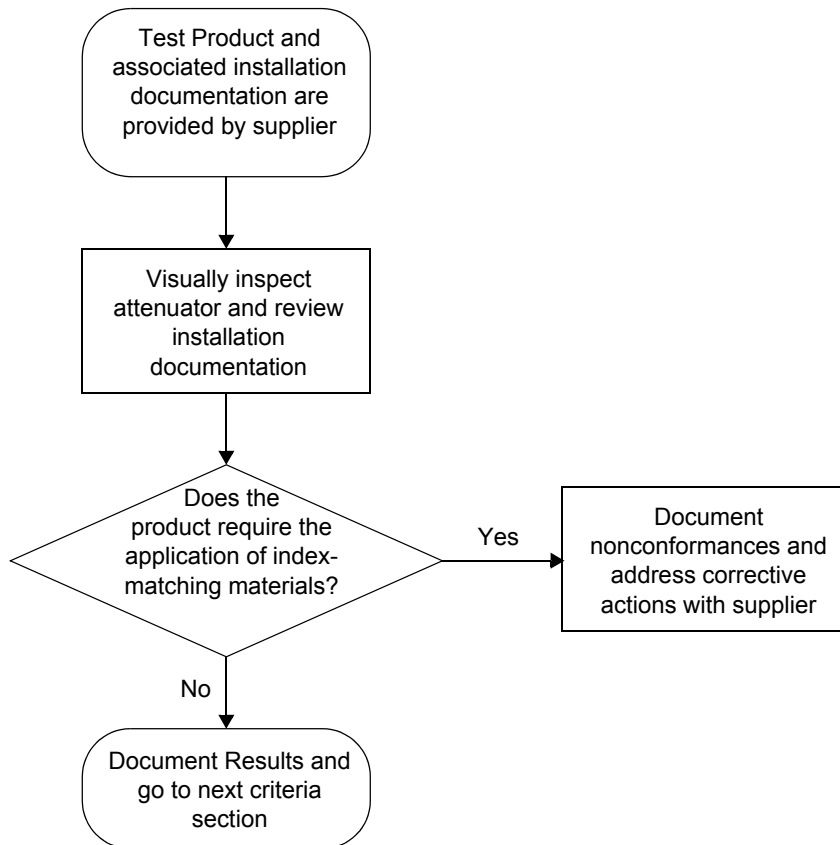 Test Product and
associated installation
documentation are
provided by supplier
Visually inspect
attenuator and review
installation
documentation
Does the
product require the
application of index-
matching materials?
Yes
Document
nonconformances and
address corrective
actions with supplier
No
Document Results and
go to next criteria
section